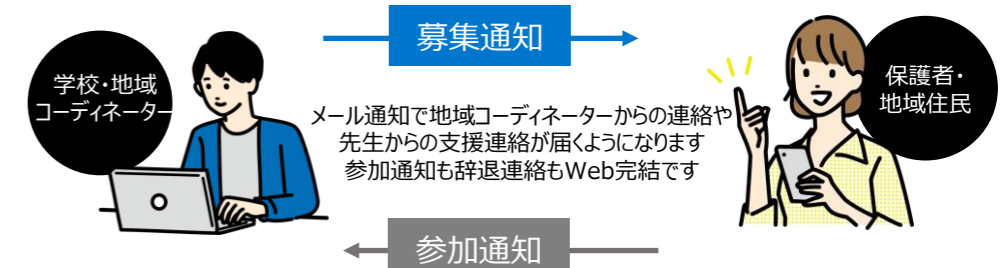 募集通知
学校・地域
コーディネーター
保護者・
地域住民
メール通知で地域コーディネーターからの連絡や
先生からの支援連絡が届くようになります
参加通知も辞退連絡もWeb完結です
参加通知